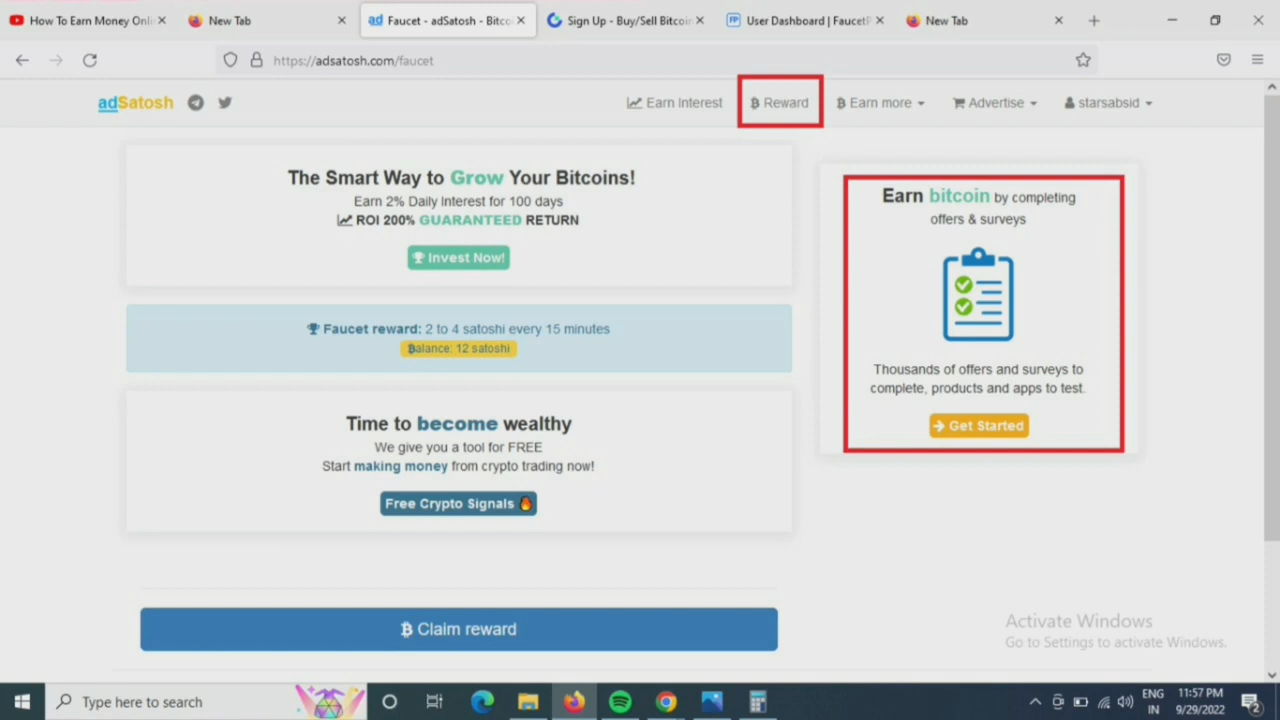 How To Earn Money Onli
New Tab
Faucet - adSatosh - Bitco
Sign Up - Buy/Sell Bitcoin
User Dashboard | FaucetP
New Tab
https://adsatosh.com/faucet
adSatosh
Earn Interest
Reward
Earn more
Advertise
starsabsid
The Smart Way to Grow Your Bitcoins!
Earn 2% Daily Interest for 100 days
ROI 200% GUARANTEED RETURN
Invest Now!
Faucet reward: 2 to 4 satoshi every 15 minutes
₿alance: 12 satoshi
Time to become wealthy
We give you a tool for FREE
Start making money from crypto trading now!
Free Crypto Signals
Claim reward
Earn bitcoin by completing
offers & surveys
Thousands of offers and surveys to
complete, products and apps to test.
Get Started
Activate Windows
Go to Settings to activate Windows.
Type here to search
ENG
IN
11:57 PM
9/29/2022
2